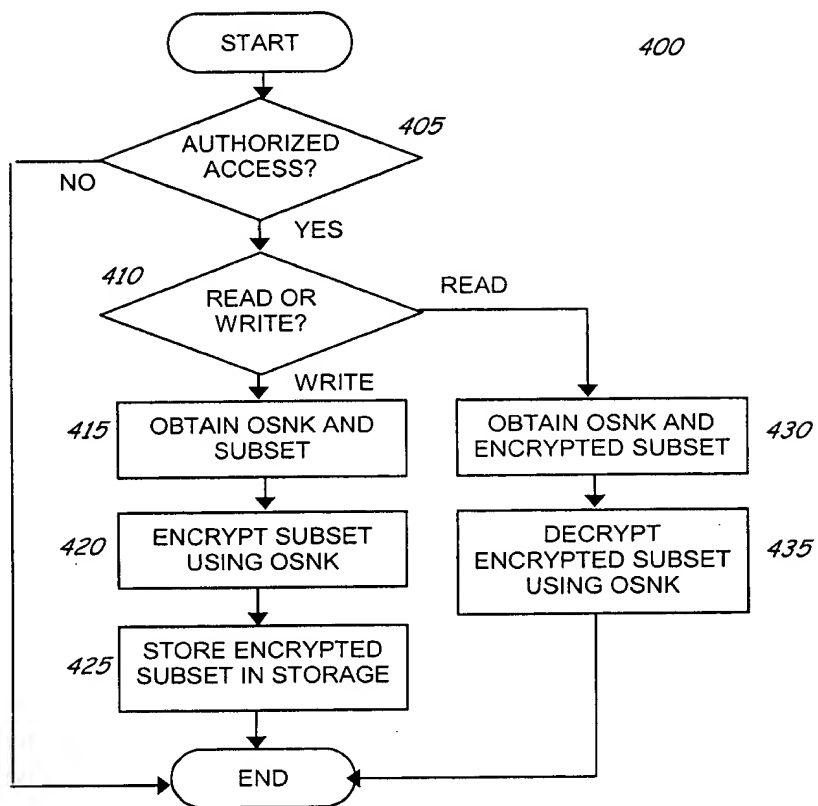 START
400
405
AUTHORIZED
ACCESS?
NO
YES
410
READ OR
WRITE?
READ
WRITE
415
OBTAIN OSNK AND
SUBSET
OBTAIN OSNK AND
ENCRYPTED SUBSET
430
420
ENCRYPT SUBSET
USING OSNK
DECRYPT
ENCRYPTED SUBSET
USING OSNK
435
425
STORE ENCRYPTED
SUBSET IN STORAGE
END